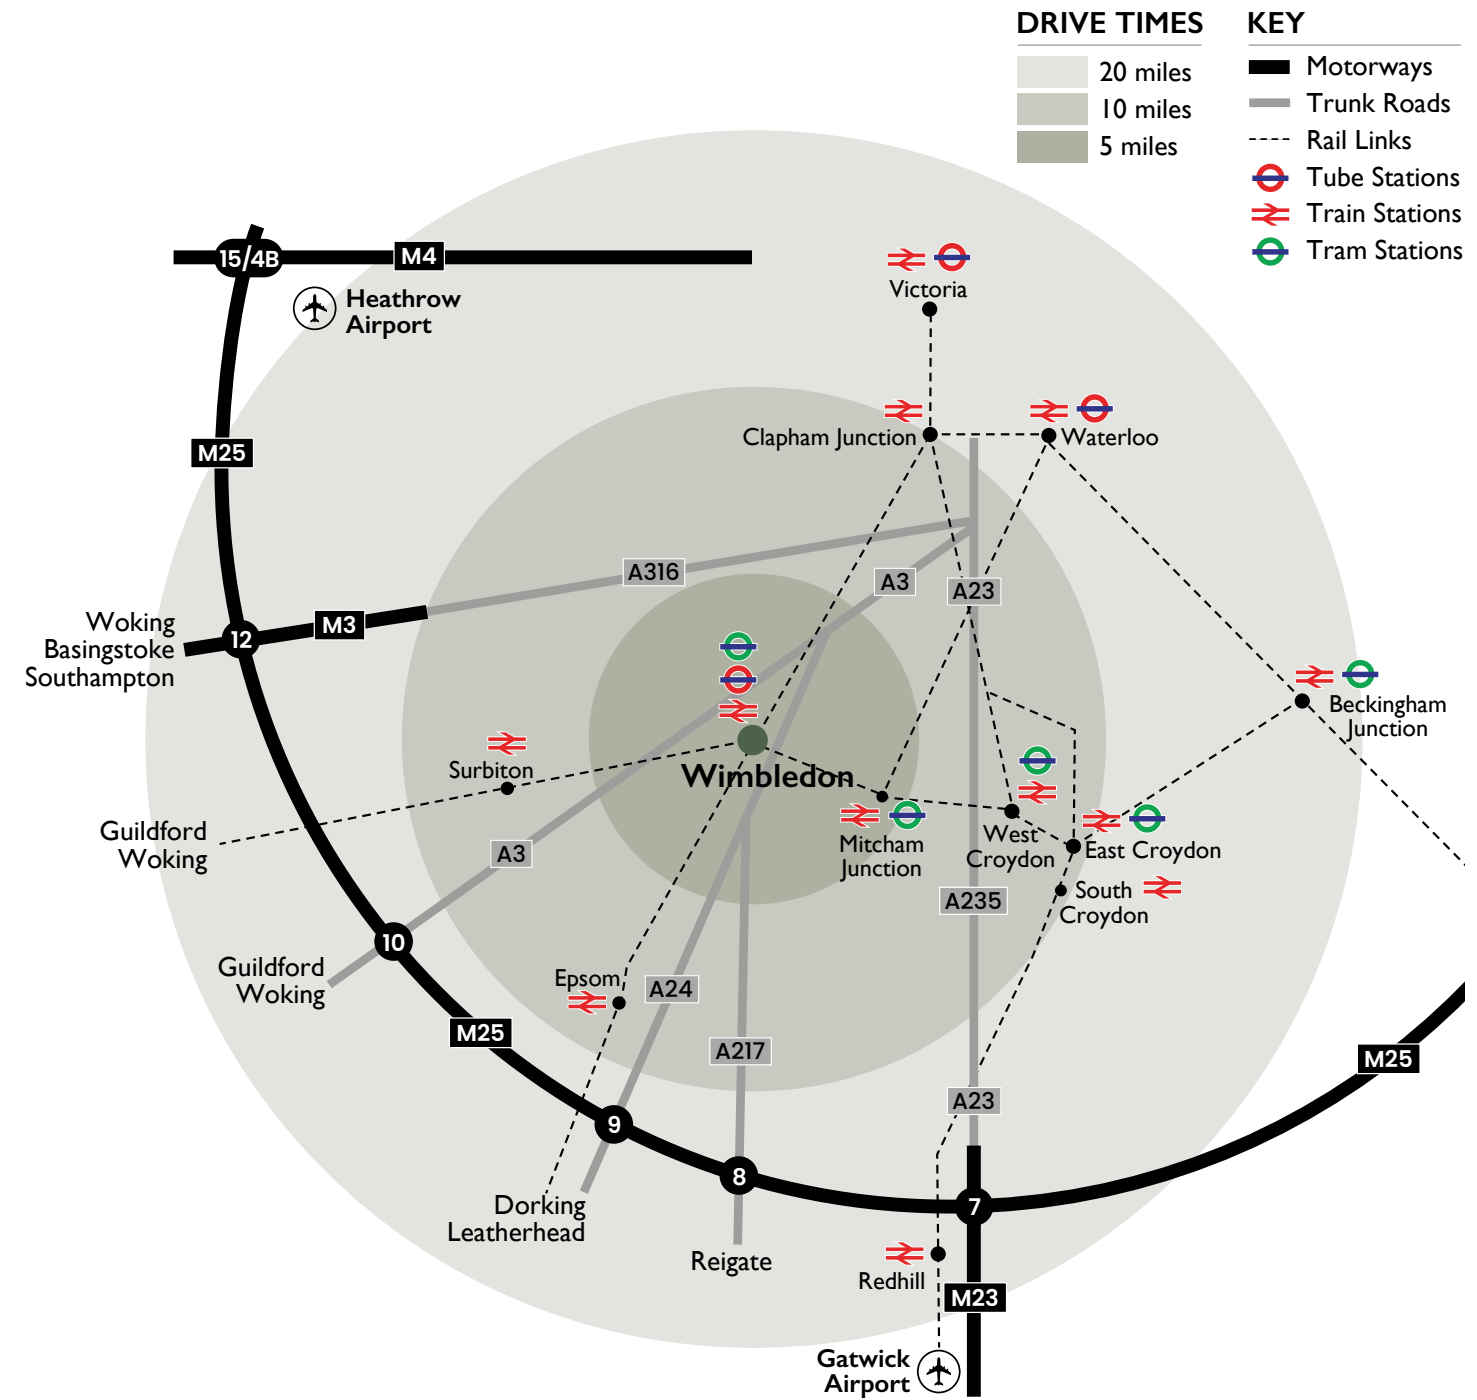 DRIVE TIMES
20 miles
10 miles
5 miles
KEY
Motorways
Trunk Roads
Rail Links
Tube Stations
Train Stations
Tram Stations
15/4B
M4
Heathrow
Airport
Victoria
M25
Clapham Junction
Waterloo
A316
A3
A23
Woking
Basingstoke
Southampton
12
M3
Beckingham
Junction
Surbiton
Wimbledon
Guildford
Woking
A3
Mitcham
Junction
West
Croydon
East Croydon
South
Croydon
A235
10
Guildford
Woking
Epsom
A24
M25
A217
M25
A23
9
8
7
Dorking
Leatherhead
Reigate
Redhill
M23
Gatwick
Airport